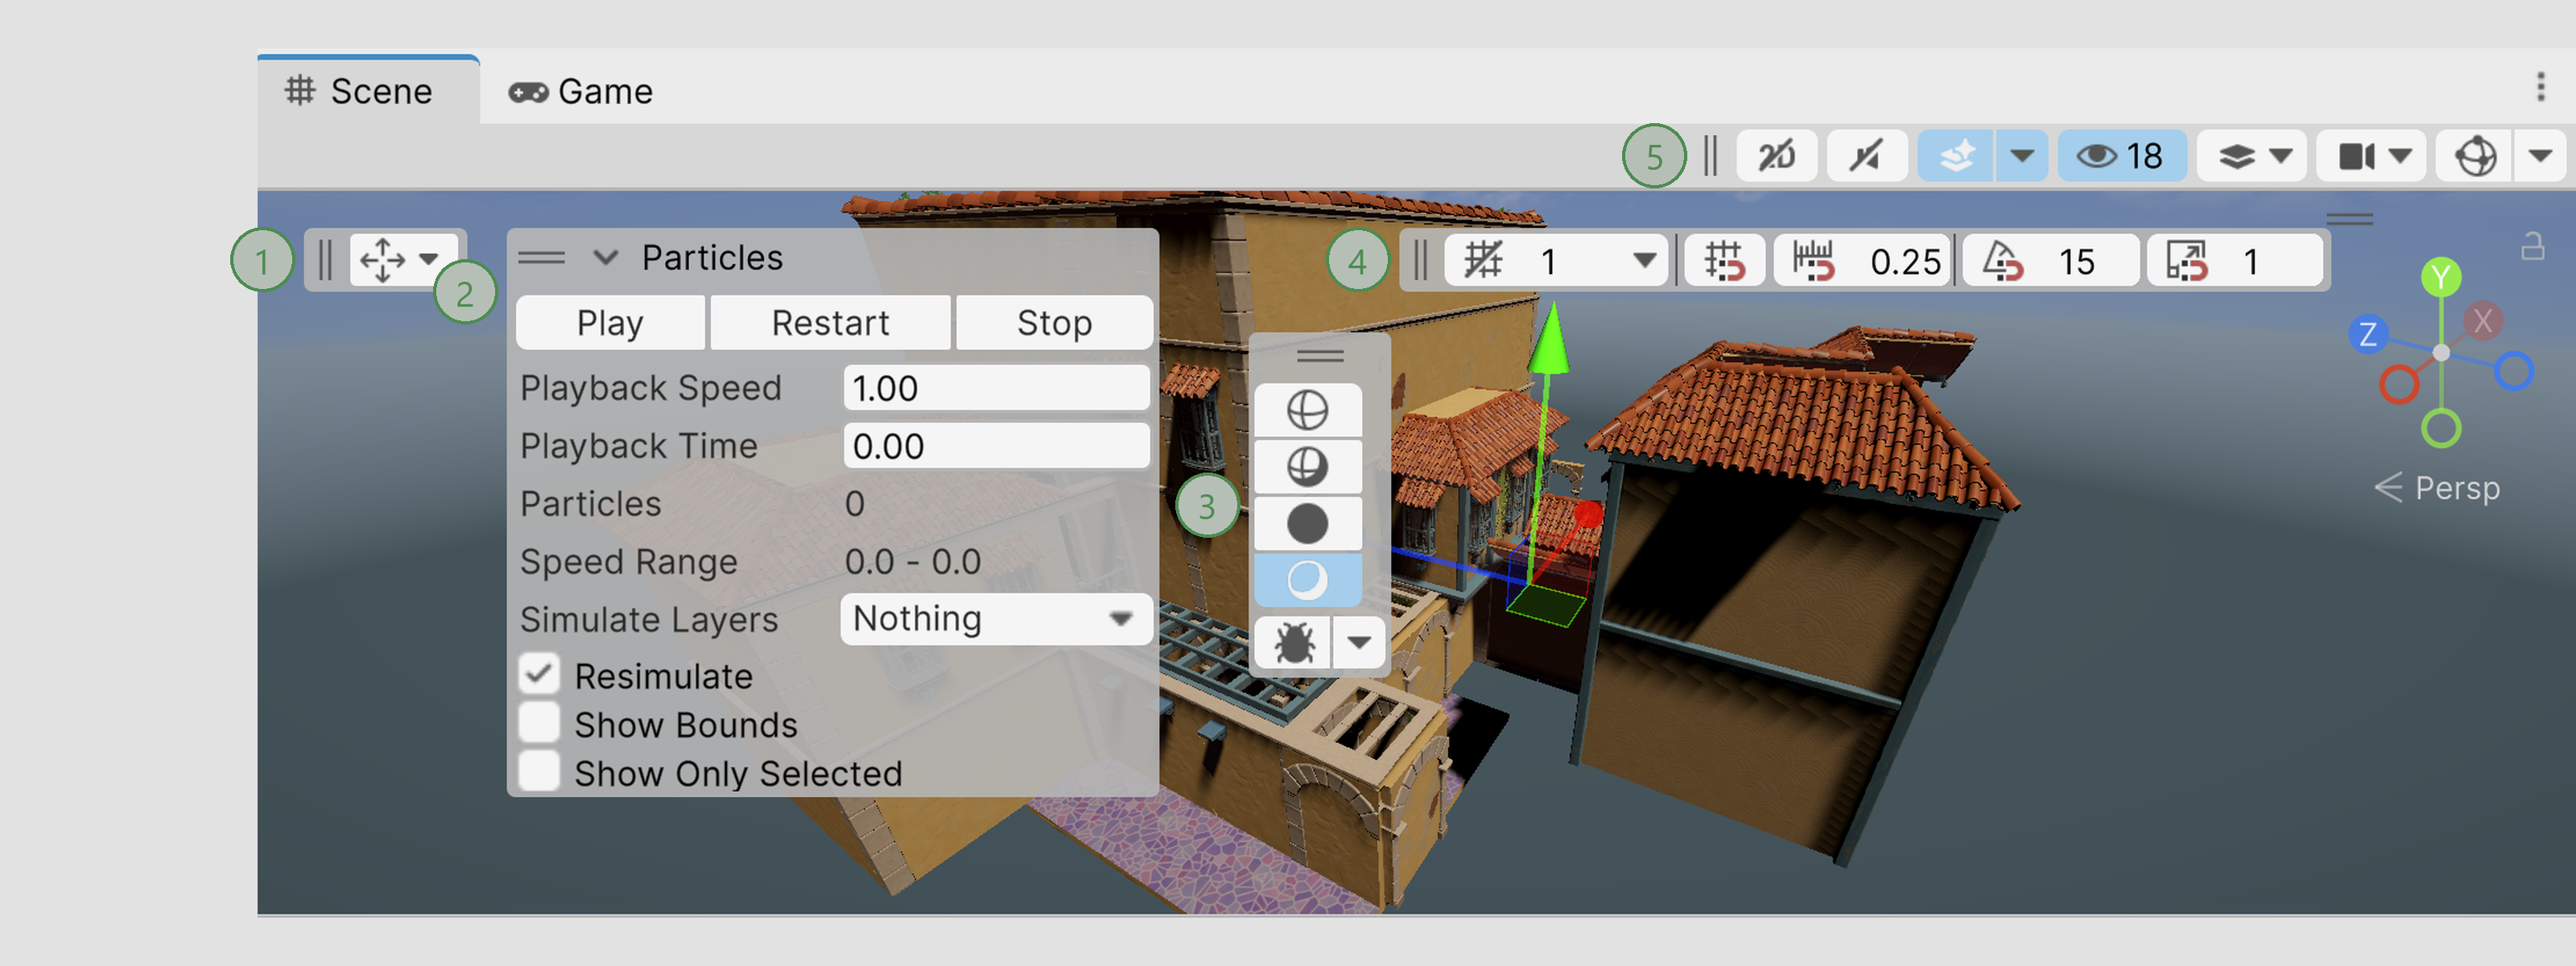 Scene
Game
5
2D
18
1
2
Particles
Play
Restart
Stop
Playback Speed
1.00
Playback Time
0.00
Particles
0
Speed Range
0.0 - 0.0
Simulate Layers
Nothing
Resimulate
Show Bounds
Show Only Selected
3
4
1
0.25
15
1
Y
X
Z
Persp